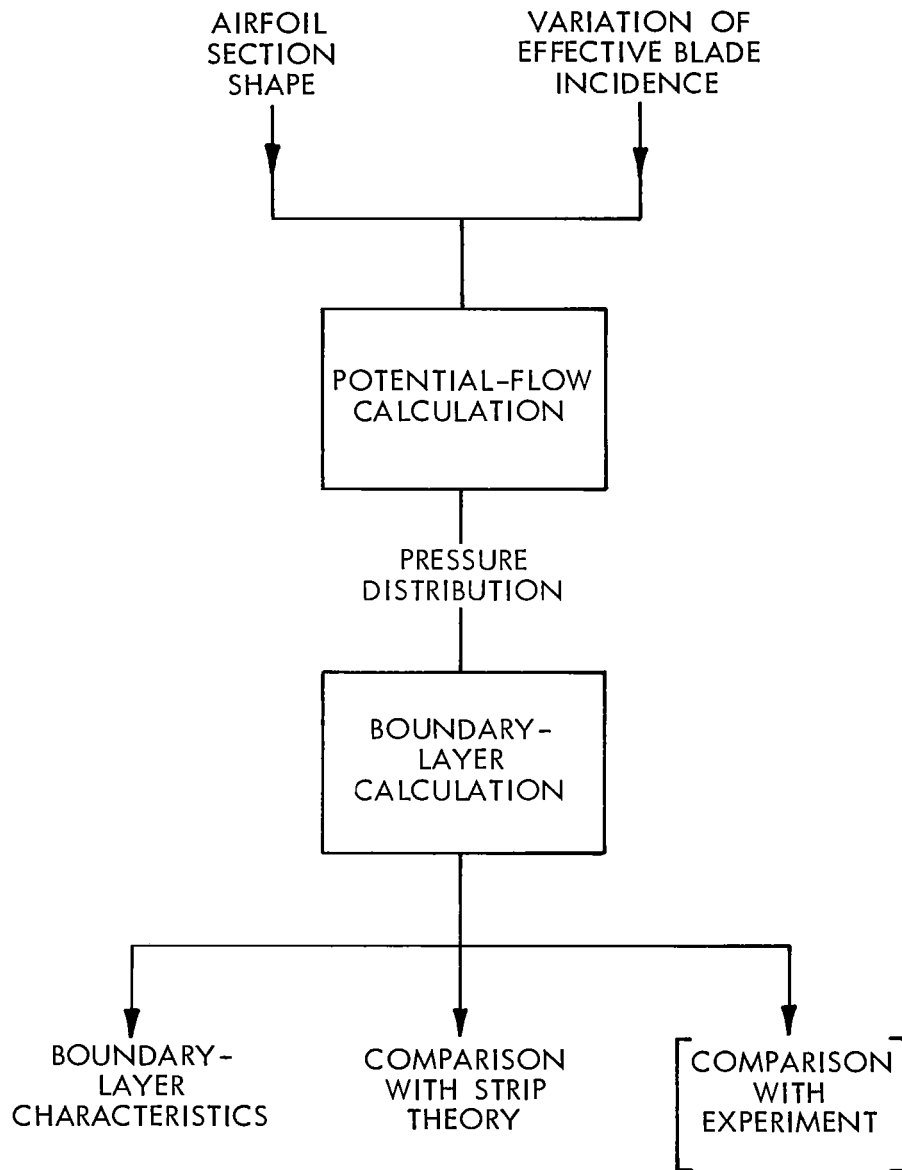 AIRFOIL
SECTION
SHAPE
VARIATION OF
EFFECTIVE BLADE
INCIDENCE
POTENTIAL-FLOW
CALCULATION
PRESSURE
DISTRIBUTION
BOUNDARY-
LAYER
CALCULATION
BOUNDARY-
LAYER
CHARACTERISTICS
COMPARISON
WITH STRIP
THEORY
COMPARISON
WITH
EXPERIMENT